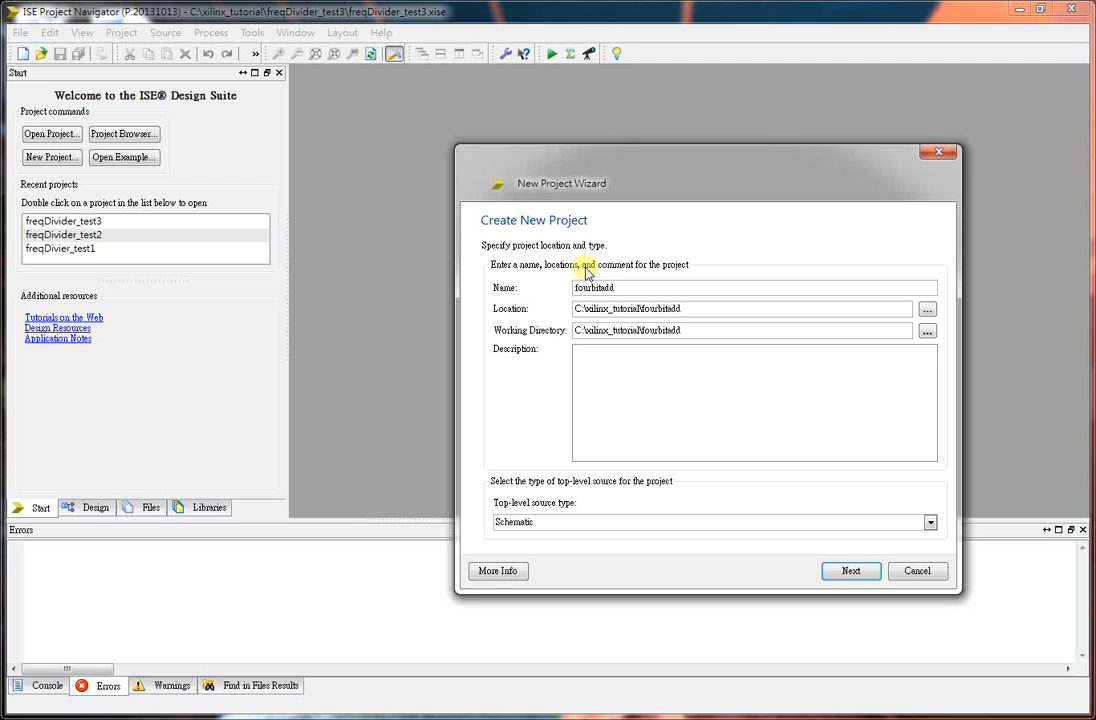 ISE Project Navigator (P.20131013) - C:\xilinx_tutorial\freqDivider_test3\freqDivider_test3.xise
File Edit View Project Source Process Tools Window Layout Help
»
Start
Welcome to the ISE® Design Suite
Project commands
Open Project... Project Browser...
New Project... Open Example...
Recent projects
Double click on a project in the list below to open
freqDivider_test3
freqDivider_test2
freqDivier_test1
Additional resources
Tutorials on the Web
Design Resources
Application Notes
Start Design Files Libraries
New Project Wizard
Create New Project
Specify project location and type.
Enter a name, locations, and comment for the project
Name: fourbitadd
Location: C:\xilinx_tutorial\fourbitadd ...
Working Directory: C:\xilinx_tutorial\fourbitadd ...
Description:
Select the type of top-level source for the project
Top-level source type:
Schematic
More Info Next Cancel
Errors
Console Errors Warnings Find in Files Results